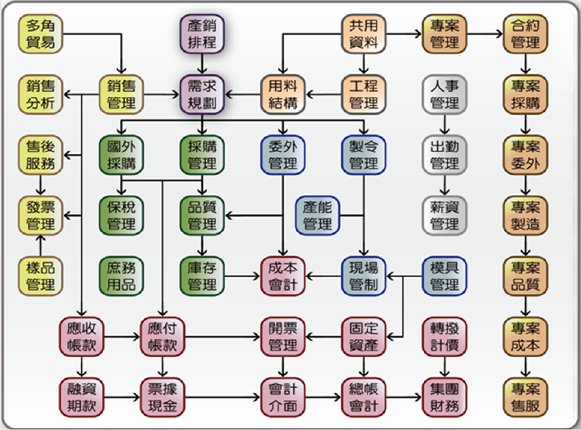 多角
貿易
產銷
排程
共用
資料
專案
管理
合約
管理
銷售
分析
銷售
管理
需求
規劃
用料
結構
工程
管理
人事
管理
專案
採購
售後
服務
國外
採購
採購
管理
委外
管理
製令
管理
出勤
管理
專案
委外
發票
管理
保稅
管理
品質
管理
產能
管理
薪資
管理
專案
製造
樣品
管理
庶務
用品
庫存
管理
成本
會計
現場
管制
模具
管理
專案
品質
應收
帳款
應付
帳款
開票
管理
固定
資產
轉撥
計價
專案
成本
融資
期款
票據
現金
會計
介面
總帳
會計
集團
財務
專案
售服